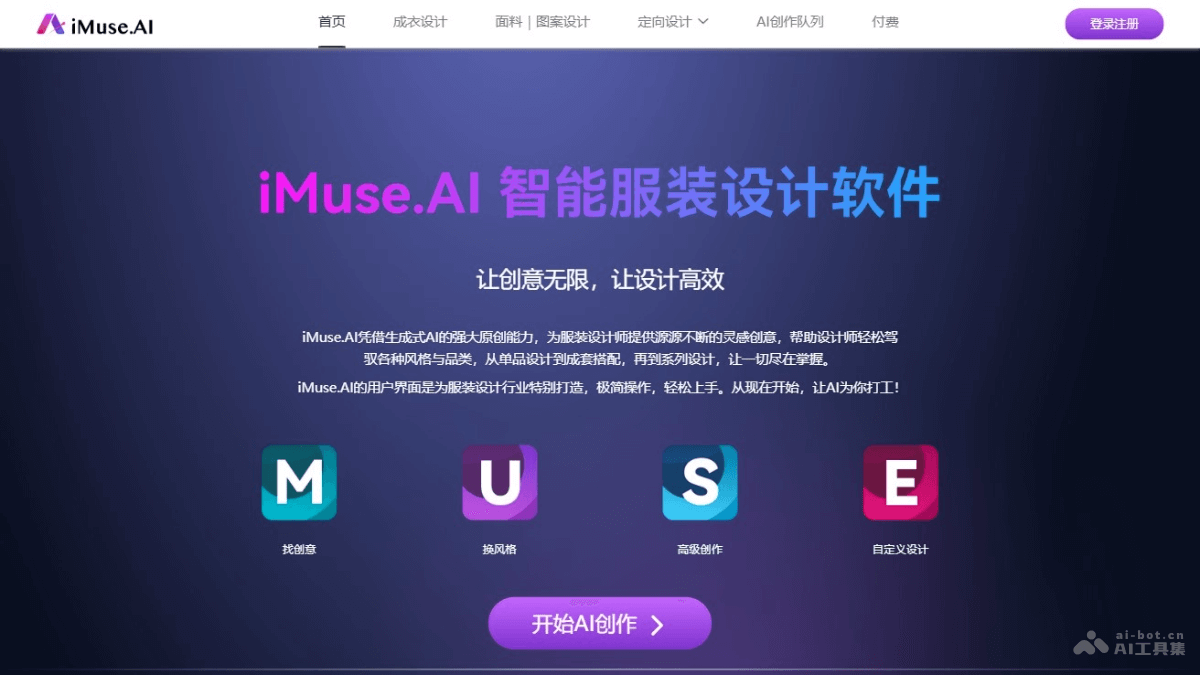 iMuse.AI
首页
成衣设计
面料｜图案设计
定向设计
AI创作队列
付费
登录注册
iMuse.AI 智能服装设计软件
让创意无限，让设计高效
iMuse.AI凭借生成式AI的强大原创能力，为服装设计师提供源源不断的灵感创意，帮助设计师轻松驾
驭各种风格与品类，从单品设计到成套搭配，再到系列设计，让一切尽在掌握。
iMuse.AI的用户界面是为服装设计行业特别打造，极简操作，轻松上手。从现在开始，让AI为你打工！
M
U
S
E
找创意
换风格
高级创作
自定义设计
开始AI创作
ai-bot.cn
AI工具集